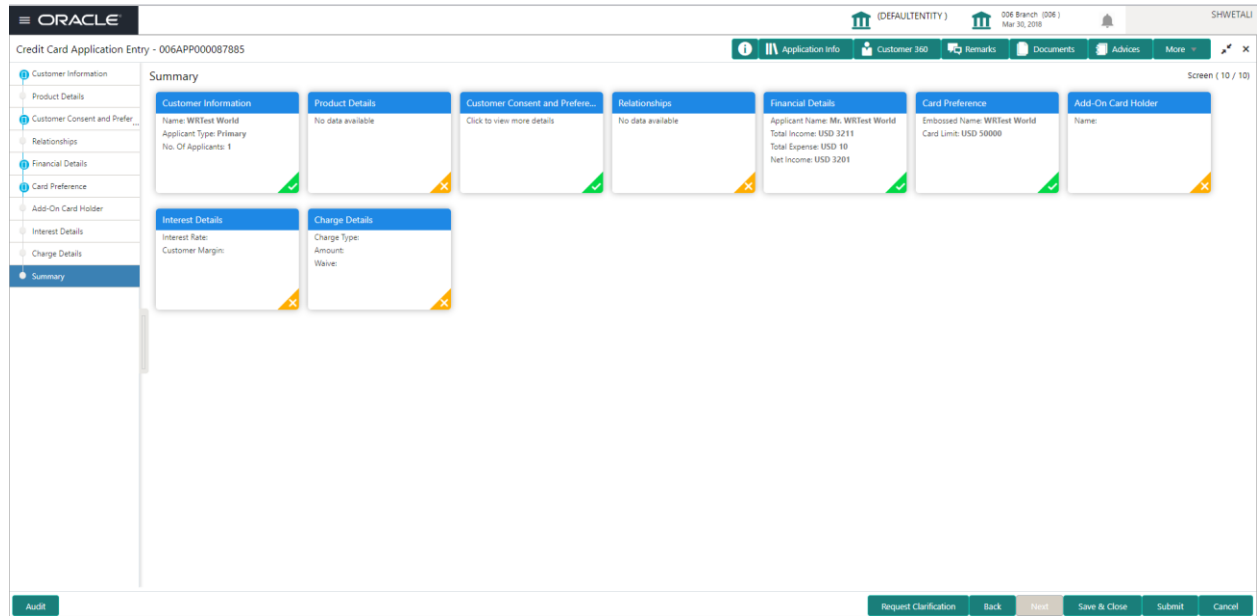 ORACLE
(DEFAULTENTITY )
006 Branch (006 )
Mar 30, 2018
SHWETALI
Credit Card Application Entry - 006APP000087885
Application Info
Customer 360
Remarks
Documents
Advices
More
Customer Information
Product Details
Customer Consent and Prefer...
Relationships
Financial Details
Card Preference
Add-On Card Holder
Interest Details
Charge Details
Summary
Summary
Screen ( 10 / 10)
Customer Information
Name: WRTest World
Applicant Type: Primary
No. Of Applicants: 1
Product Details
No data available
Customer Consent and Prefere...
Click to view more details
Relationships
No data available
Financial Details
Applicant Name: Mr. WRTest World
Total Income: USD 3211
Total Expense: USD 10
Net Income: USD 3201
Card Preference
Embossed Name: WRTest World
Card Limit: USD 50000
Add-On Card Holder
Name:
Interest Details
Interest Rate:
Customer Margin:
Charge Details
Charge Type:
Amount:
Waive:
Audit
Request Clarification
Back
Next
Save & Close
Submit
Cancel